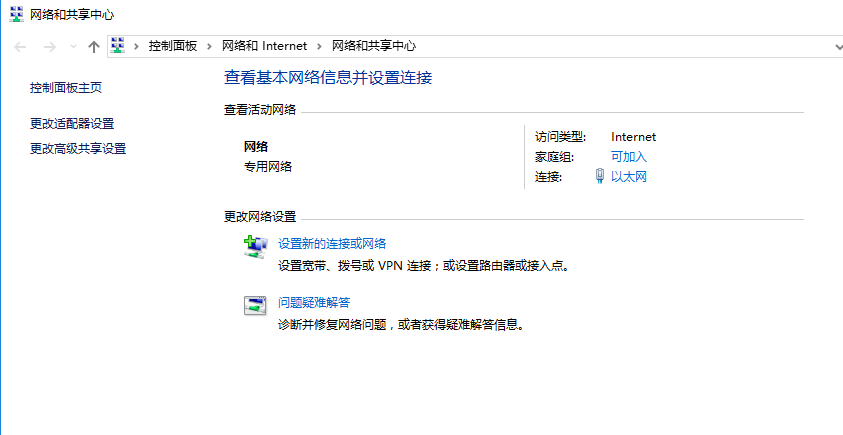 网络和共享中心
控制面板 > 网络和 Internet > 网络和共享中心
控制面板主页
更改适配器设置
更改高级共享设置
查看基本网络信息并设置连接
查看活动网络
网络
专用网络
访问类型: Internet
家庭组: 可加入
连接: 以太网
更改网络设置
设置新的连接或网络
设置宽带、拨号或 VPN 连接；或设置路由器或接入点。
问题疑难解答
诊断并修复网络问题，或者获得疑难解答信息。